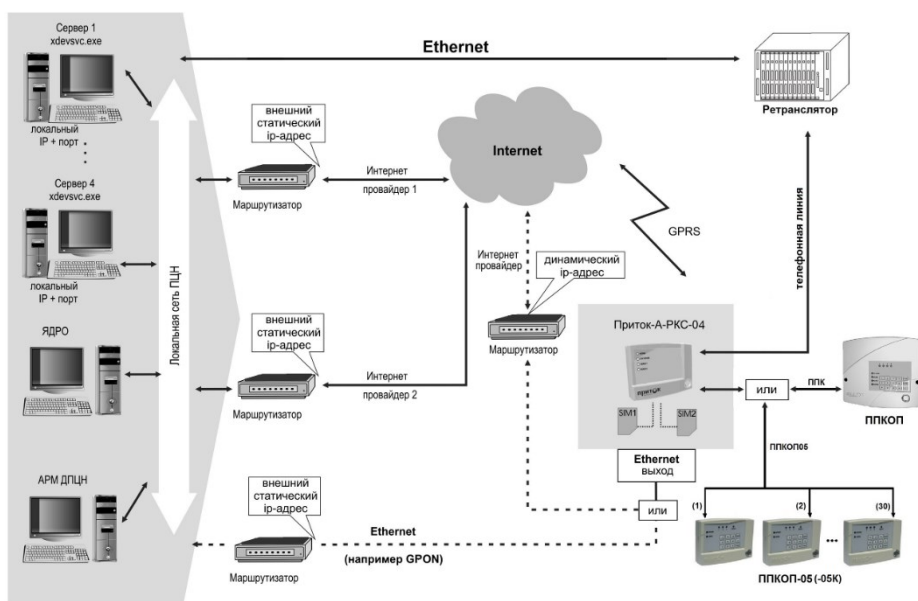 Сервер 1
xdevsvc.exe
локальный
IP + порт
Сервер 4
xdevsvc.exe
локальный
IP + порт
ЯДРО
АРМ ДПЦН
Локальная сеть ПЦН
Ethernet
внешний
статический
ip-адрес
Маршрутизатор
Интернет
провайдер 1
Internet
GPRS
Ретранслятор
телефонная линия
внешний
статический
ip-адрес
Маршрутизатор
Интернет
провайдер 2
Интернет
провайдер
динамический
ip-адрес
Маршрутизатор
Приток-А-РКС-04
ПРИТОК
SIM1
SIM2
Ethernet
выход
или
или
ППК
ППКОП
ППКОП05
(1)
(2)
(30)
...
ППКОП-05 (-05К)
внешний
статический
ip-адрес
Маршрутизатор
Ethernet
(например GPON)